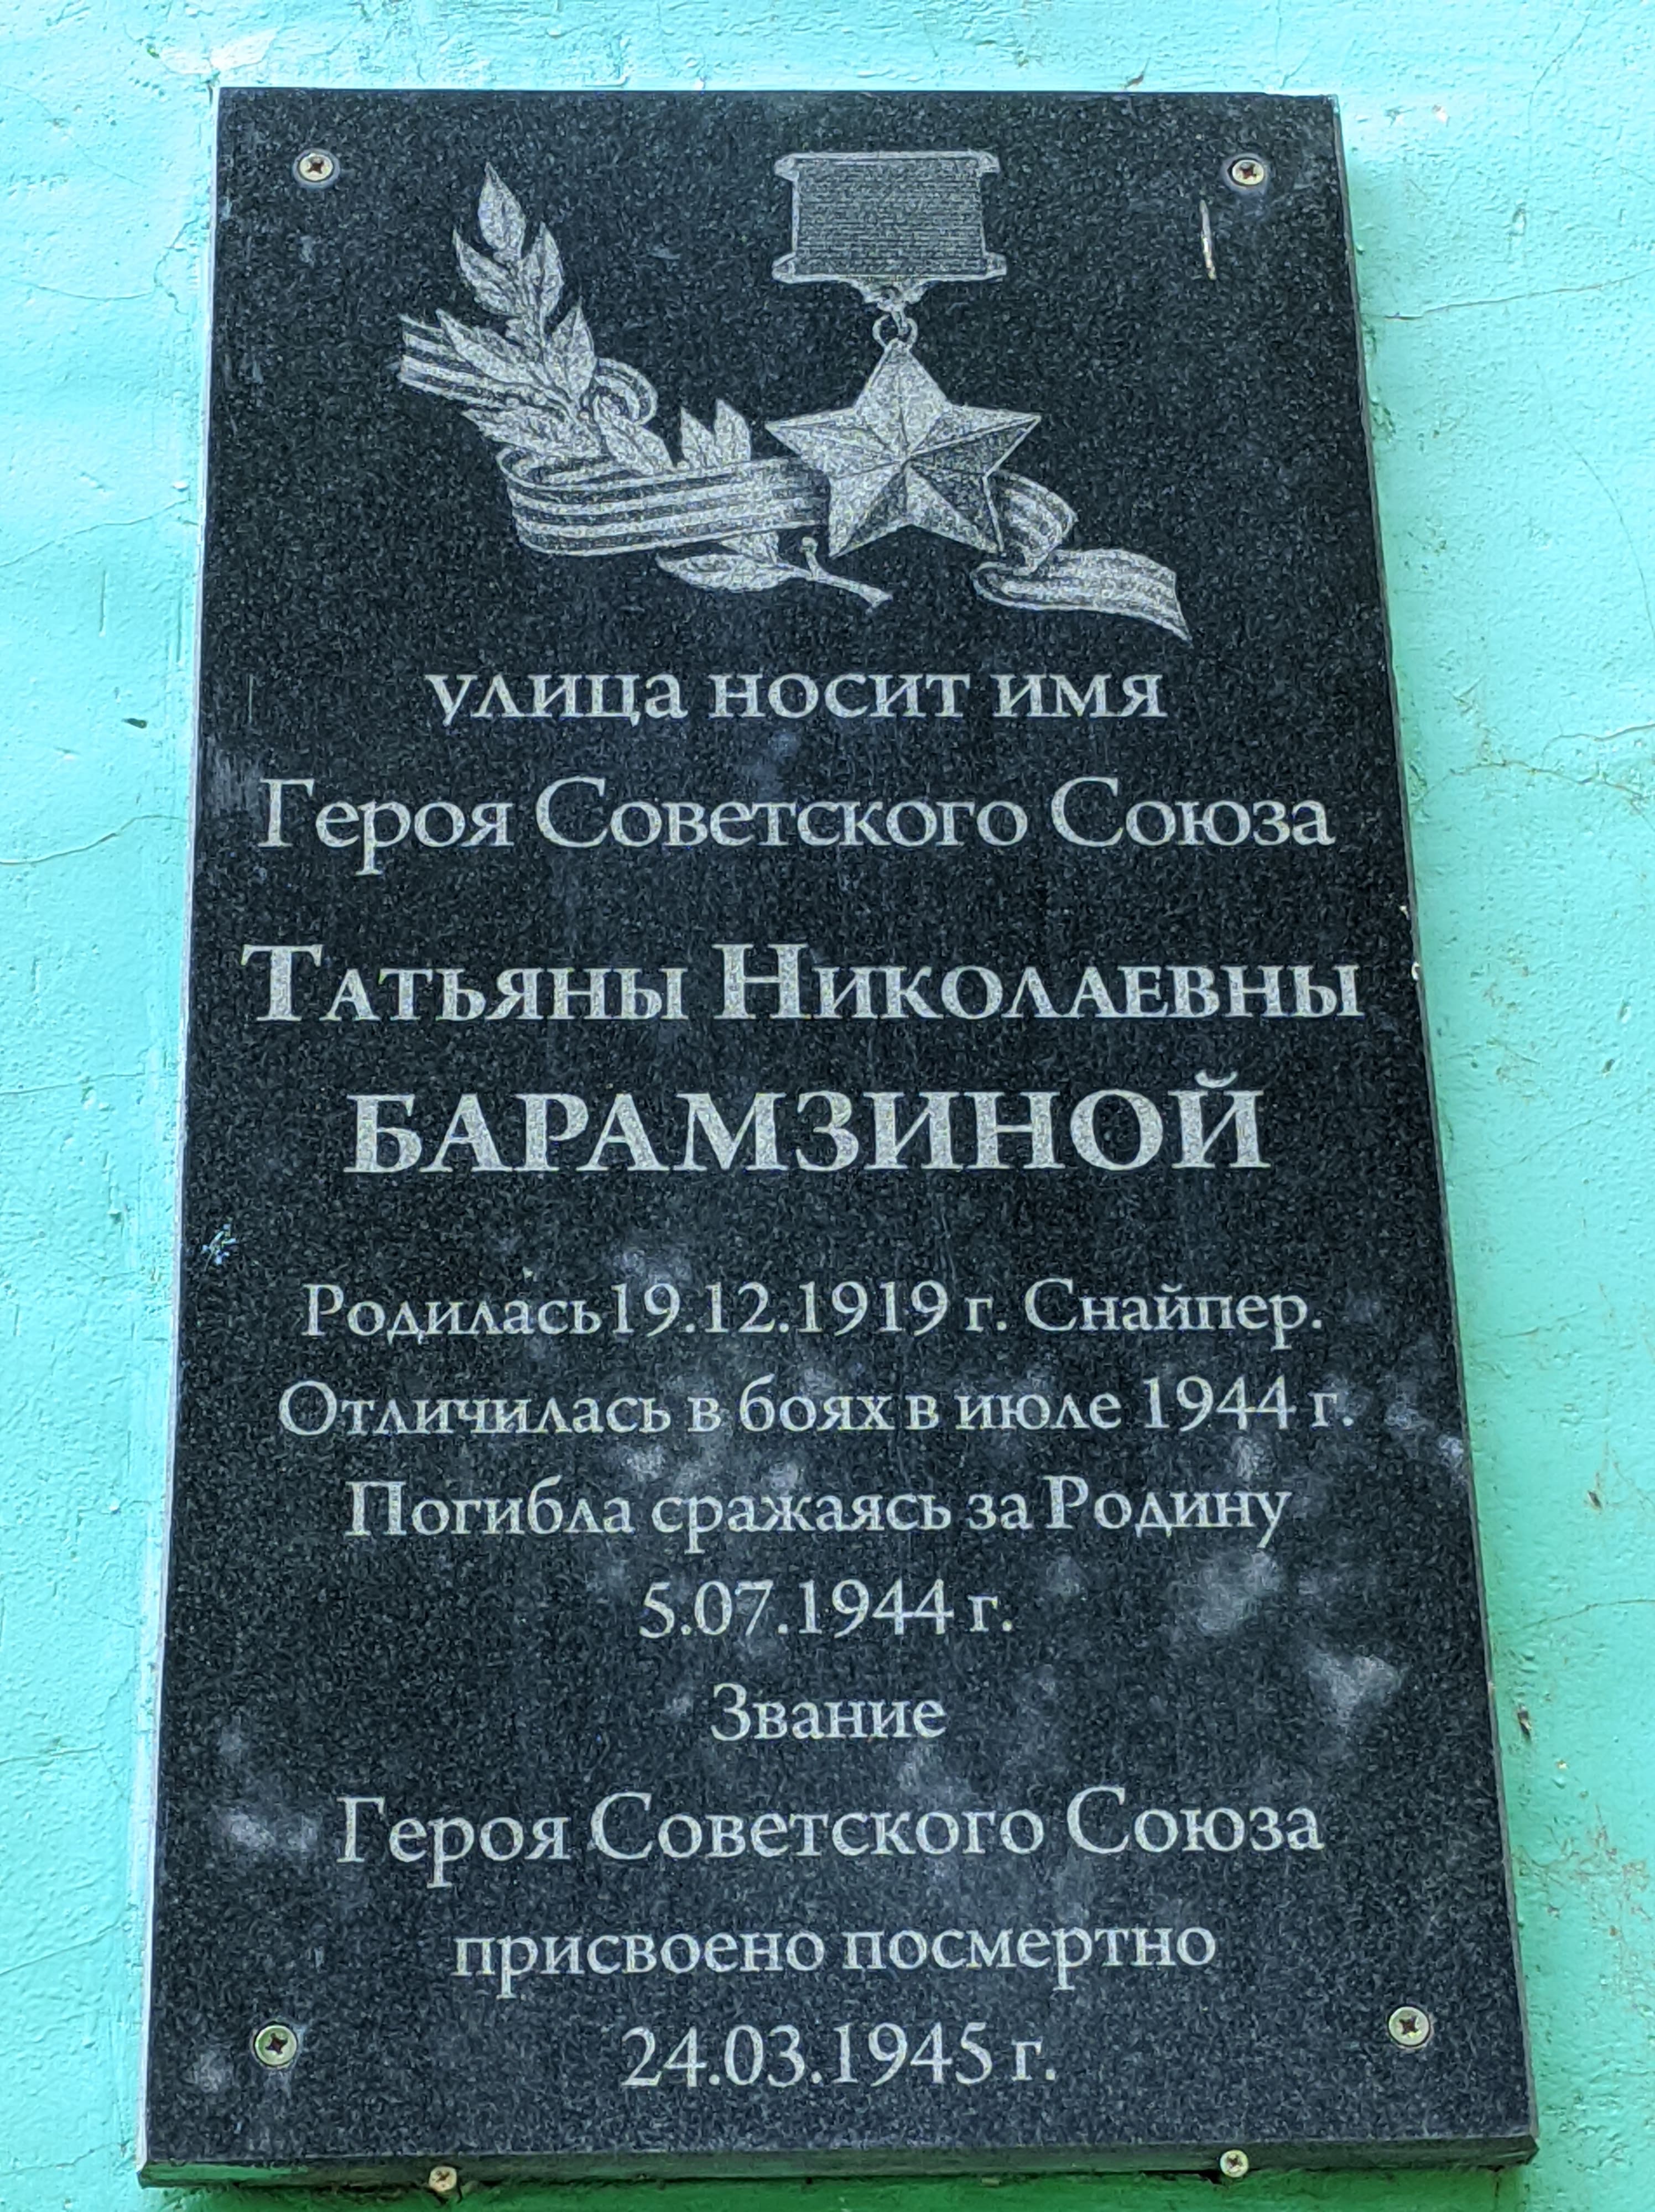 улица носит имя
Героя Советского Союза
Татьяны Николаевны
БАРАМЗИНОЙ
Родилась 19.12.1919 г. Снайпер.
Отличилась в боях в июле 1944 г.
Погибла сражаясь за Родину
5.07.1944 г.
Звание
Героя Советского Союза
присвоено посмертно
24.03.1945 г.